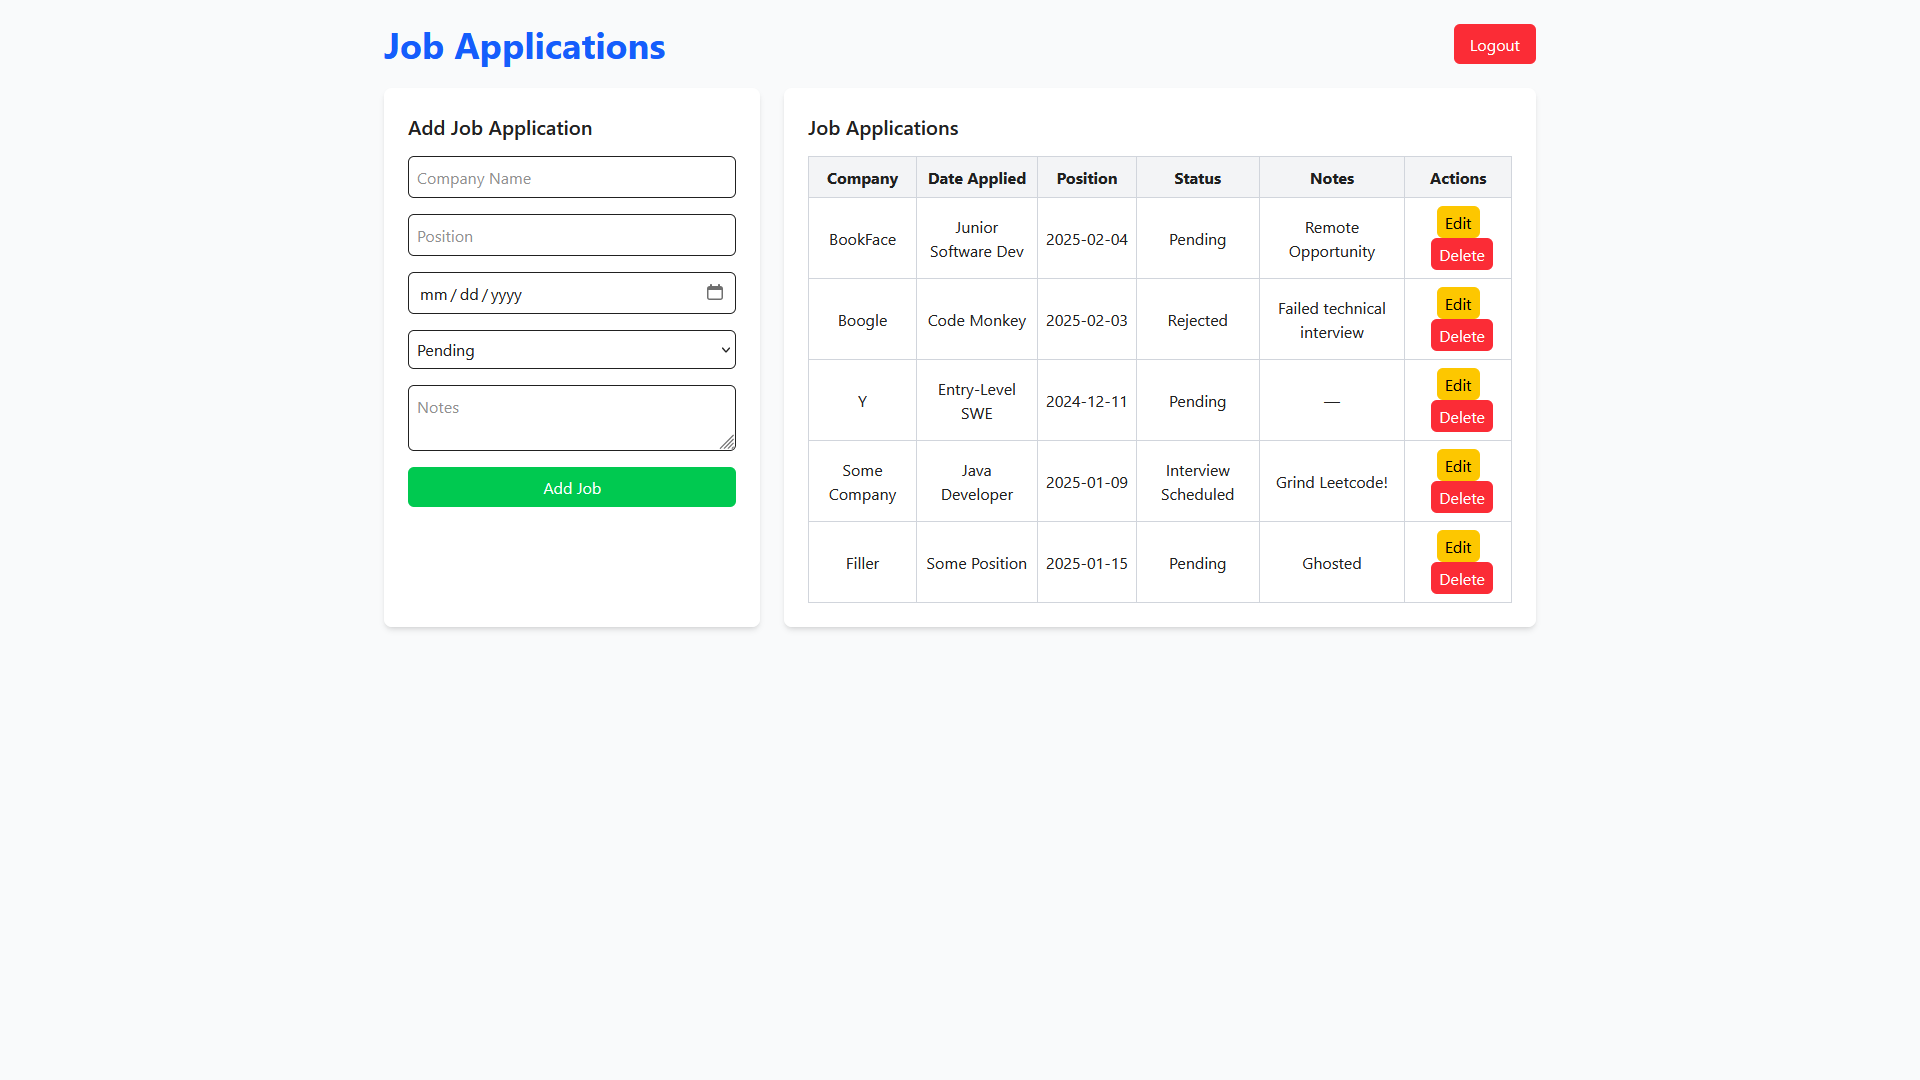 Job Applications
Logout
Add Job Application
Company Name
Position
mm/dd/yyyy
Pending
Notes
Add Job
Job Applications
Company Date Applied Position Status Notes Actions
BookFace Junior Software Dev 2025-02-04 Pending Remote Opportunity Edit Delete
Boogle Code Monkey 2025-02-03 Rejected Failed technical interview Edit Delete
Y Entry-Level SWE 2024-12-11 Pending — Edit Delete
Some Company Java Developer 2025-01-09 Interview Scheduled Grind Leetcode! Edit Delete
Filler Some Position 2025-01-15 Pending Ghosted Edit Delete